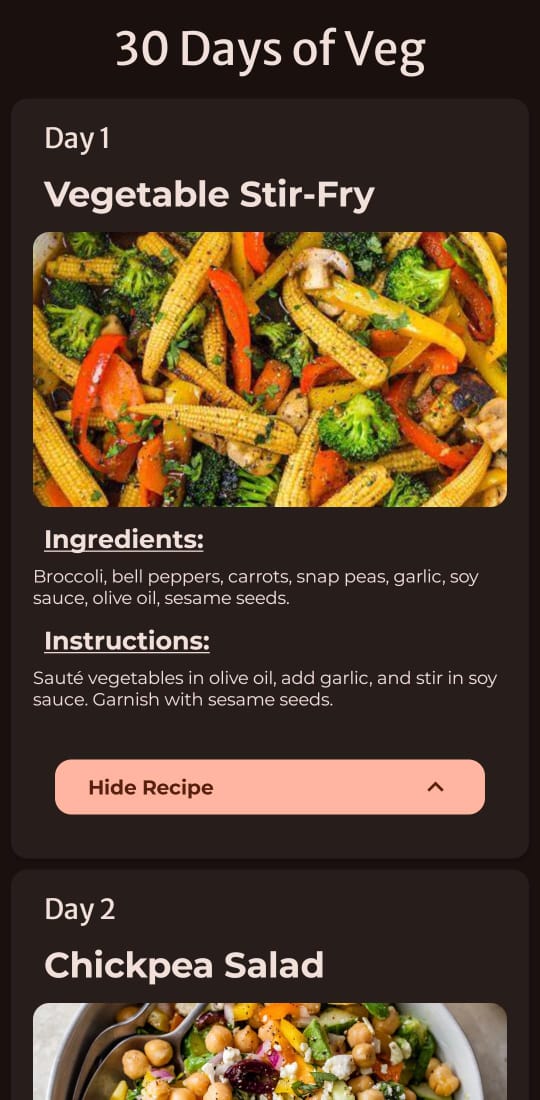 30 Days of Veg
Day 1
Vegetable Stir-Fry
Ingredients:
Broccoli, bell peppers, carrots, snap peas, garlic, soy
sauce, olive oil, sesame seeds.
Instructions:
Sauté vegetables in olive oil, add garlic, and stir in soy
sauce. Garnish with sesame seeds.
Hide Recipe
Day 2
Chickpea Salad